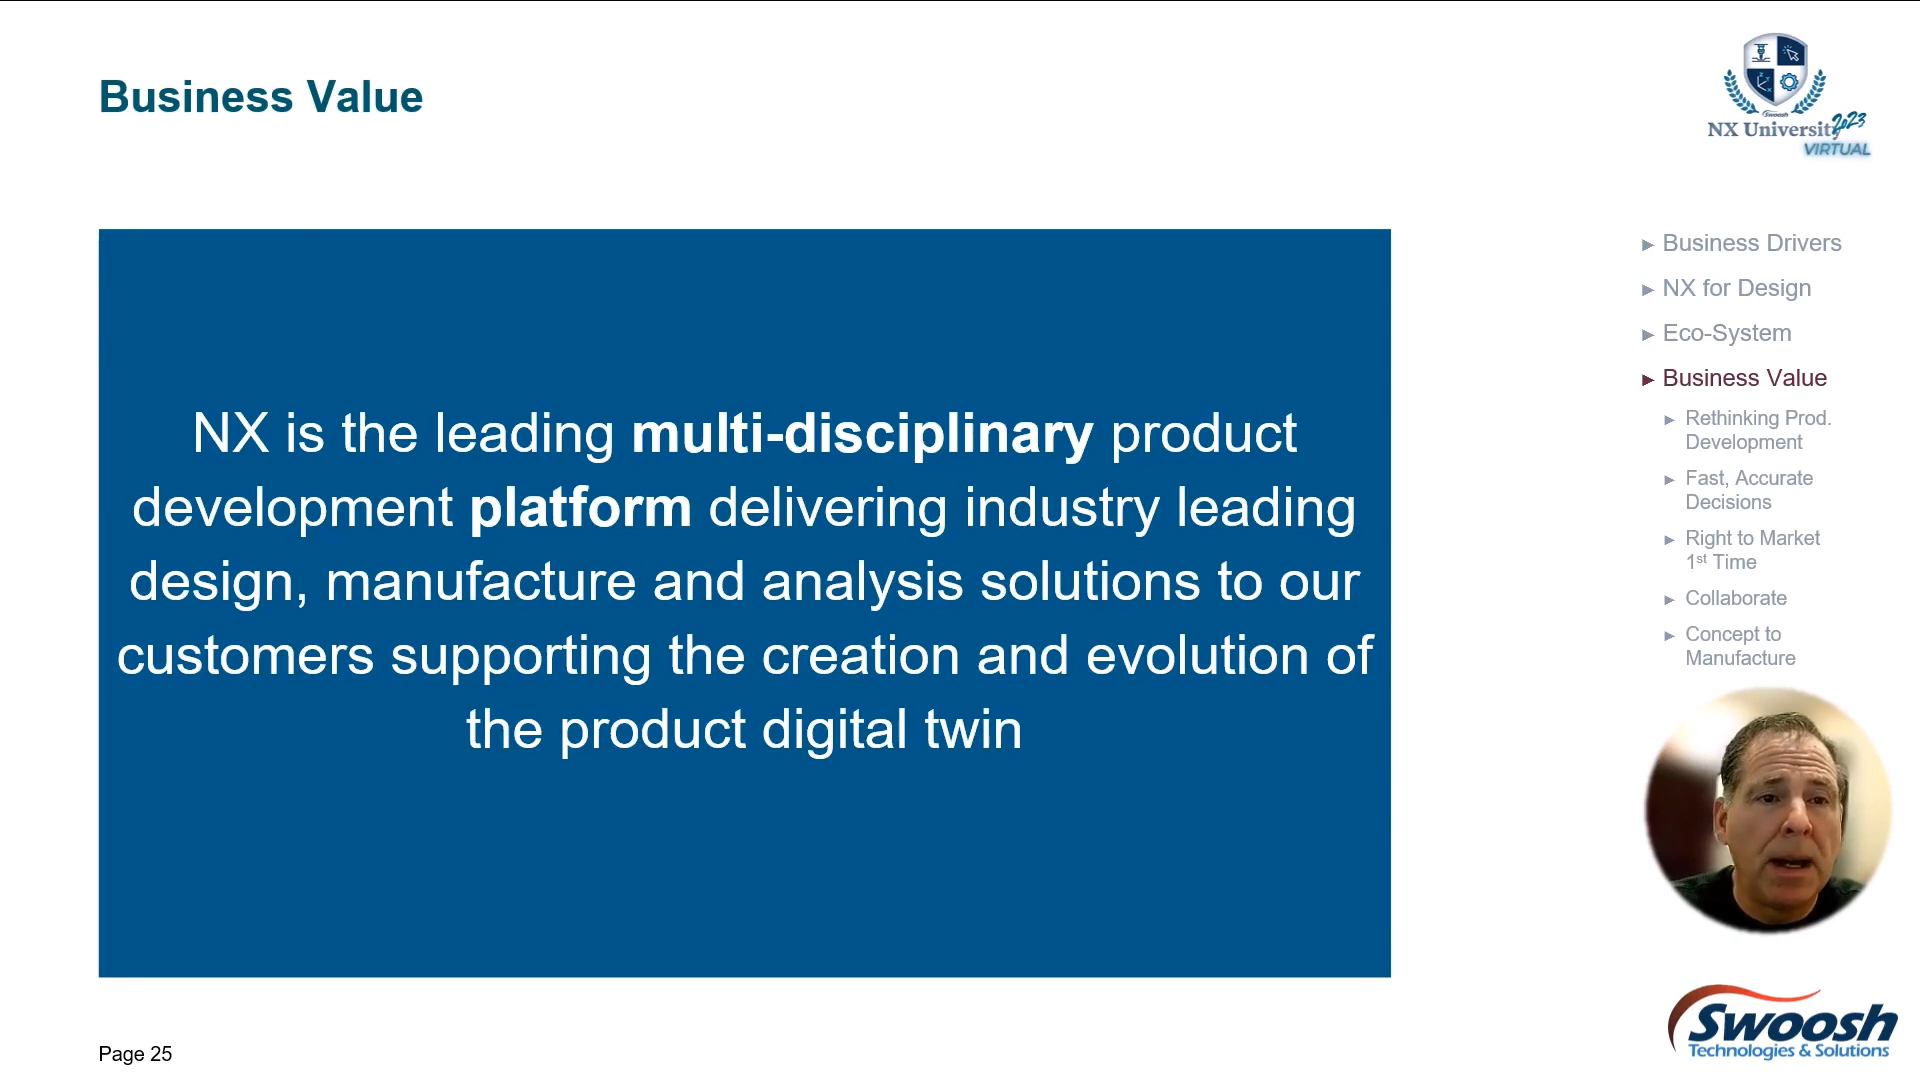 Business Value
Swoosh
NX University
2023
VIRTUAL
NX is the leading multi-disciplinary product
development platform delivering industry leading
design, manufacture and analysis solutions to our
customers supporting the creation and evolution of
the product digital twin
► Business Drivers
► NX for Design
► Eco-System
► Business Value
► Rethinking Prod.
Development
► Fast, Accurate
Decisions
► Right to Market
1st Time
► Collaborate
► Concept to
Manufacture
Page 25
Swoosh
Technologies & Solutions